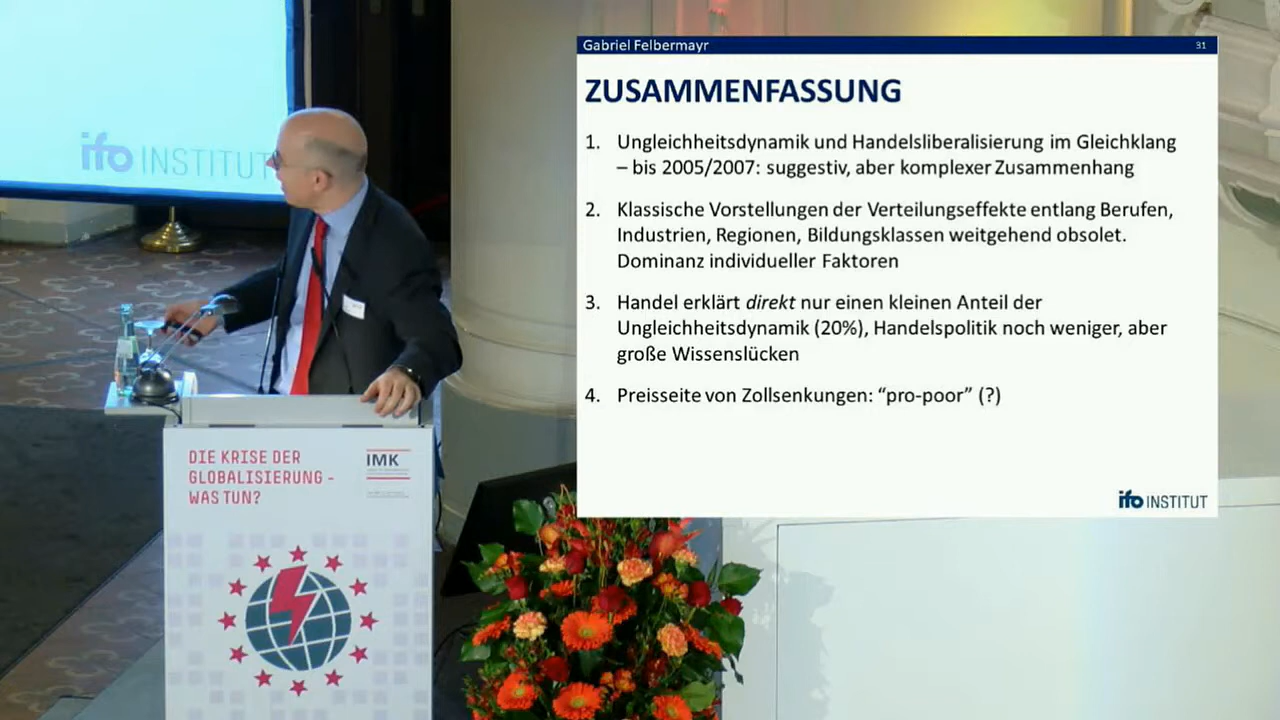 ifo INSTITUT
Gabriel Felbermayr
31
ZUSAMMENFASSUNG
1. Ungleichheitsdynamik und Handelsliberalisierung im Gleichklang
– bis 2005/2007: suggestiv, aber komplexer Zusammenhang
2. Klassische Vorstellungen der Verteilungseffekte entlang Berufen,
Industrien, Regionen, Bildungsklassen weitgehend obsolet.
Dominanz individueller Faktoren
3. Handel erklärt direkt nur einen kleinen Anteil der
Ungleichheitsdynamik (20%), Handelspolitik noch weniger, aber
große Wissenslücken
4. Preisseite von Zollsenkungen: “pro-poor” (?)
ifo INSTITUT
DIE KRISE DER
GLOBALISIERUNG -
WAS TUN?
IMK